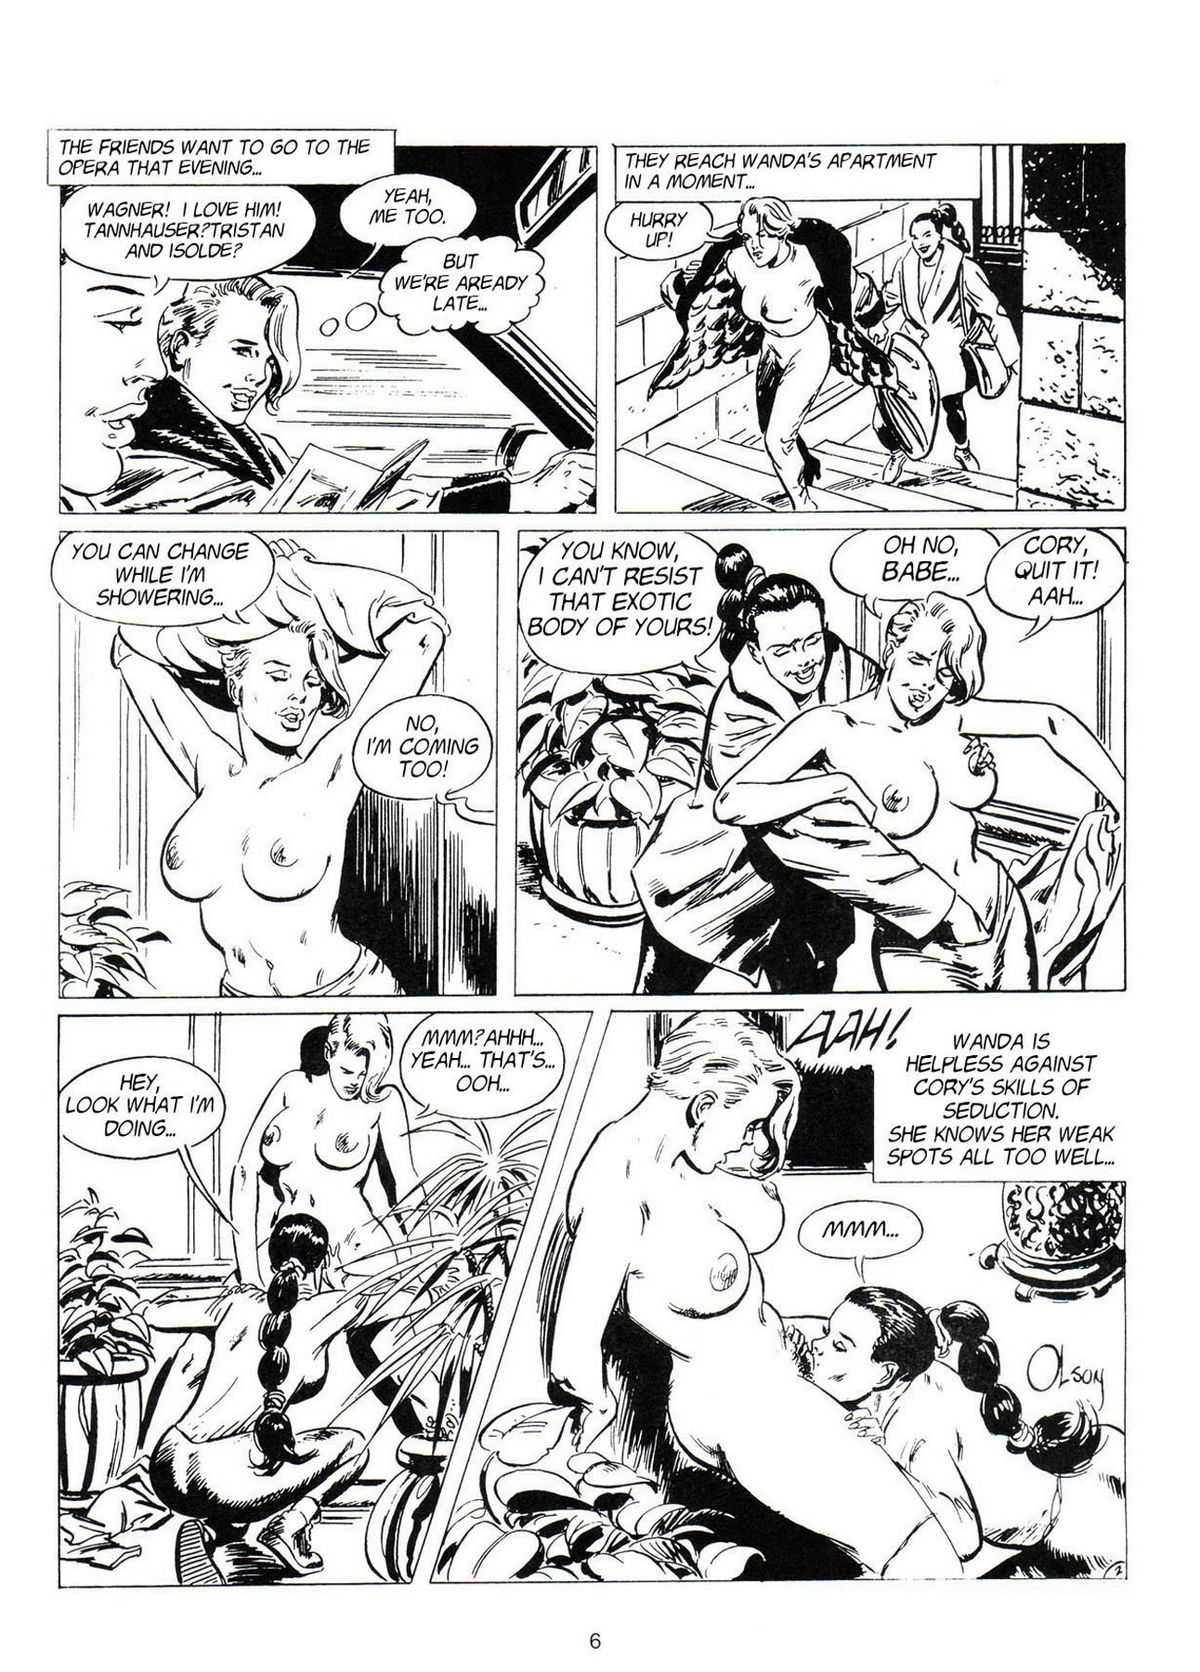 THE FRIENDS WANT TO GO TO THE
OPERA THAT EVENING...
WAGNER! I LOVE HIM!
TANNHAUSER?TRISTAN
AND ISOLDE?
YEAH,
ME TOO.
BUT
WE'RE AREADY
LATE...
THEY REACH WANDA'S APARTMENT
IN A MOMENT...
HURRY
UP!
YOU CAN CHANGE
WHILE I'M
SHOWERING...
NO,
I'M COMING
TOO!
YOU KNOW,
I CAN'T RESIST
THAT EXOTIC
BODY OF YOURS!
OH NO,
BABE...
CORY,
QUIT IT!
AAH...
HEY,
LOOK WHAT I'M
DOING...
MMM?AHHH...
YEAH... THAT'S...
OOH...
AAH!
WANDA IS
HELPLESS AGAINST
CORY'S SKILLS OF
SEDUCTION.
SHE KNOWS HER WEAK
SPOTS ALL TOO WELL...
MMM...
OLSON
2
6